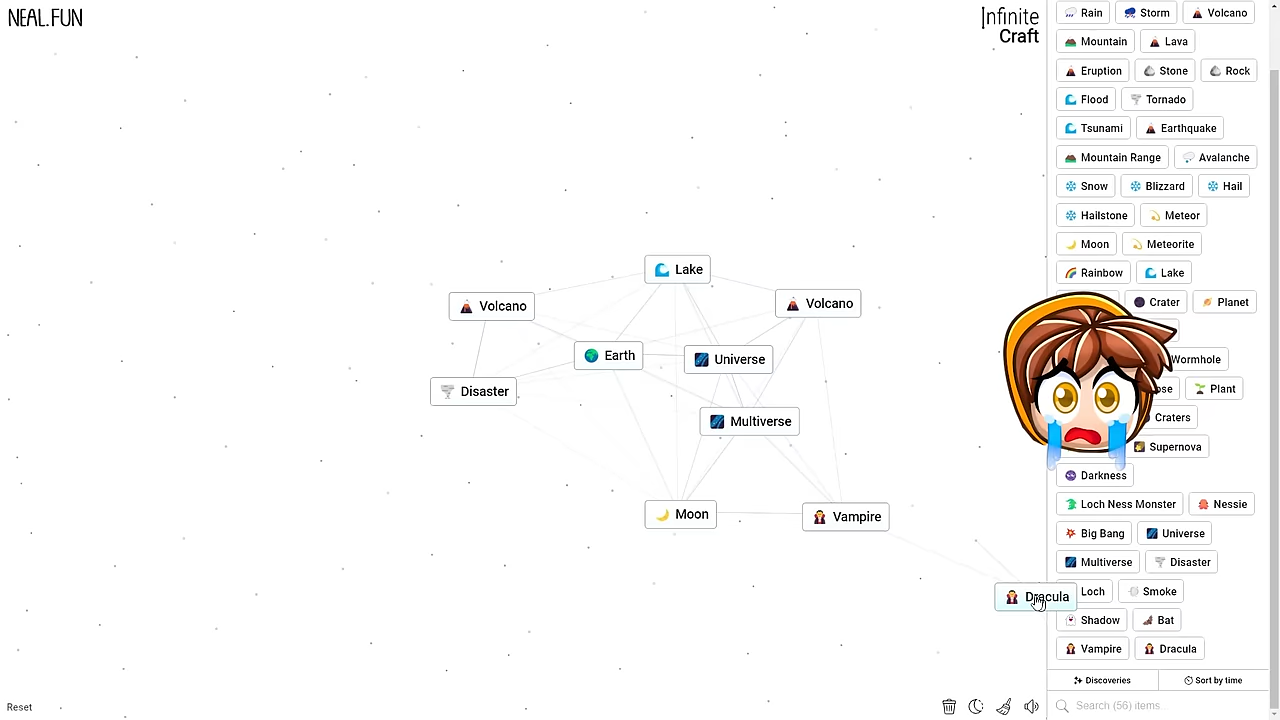 NEAL.FUN
Infinite
Craft
Lake
Volcano
Volcano
Earth
Universe
Disaster
Multiverse
Moon
Vampire
Dracula
Reset
Rain Storm Volcano
Mountain Lava
Eruption Stone Rock
Flood Tornado
Tsunami Earthquake
Mountain Range Avalanche
Snow Blizzard Hail
Hailstone Meteor
Moon Meteorite
Rainbow Lake
Crater Planet
Wormhole
Plant
Craters
Supernova
Darkness
Loch Ness Monster Nessie
Big Bang Universe
Multiverse Disaster
Loch Smoke
Shadow Bat
Vampire Dracula
Discoveries Sort by time
Search (56) items...